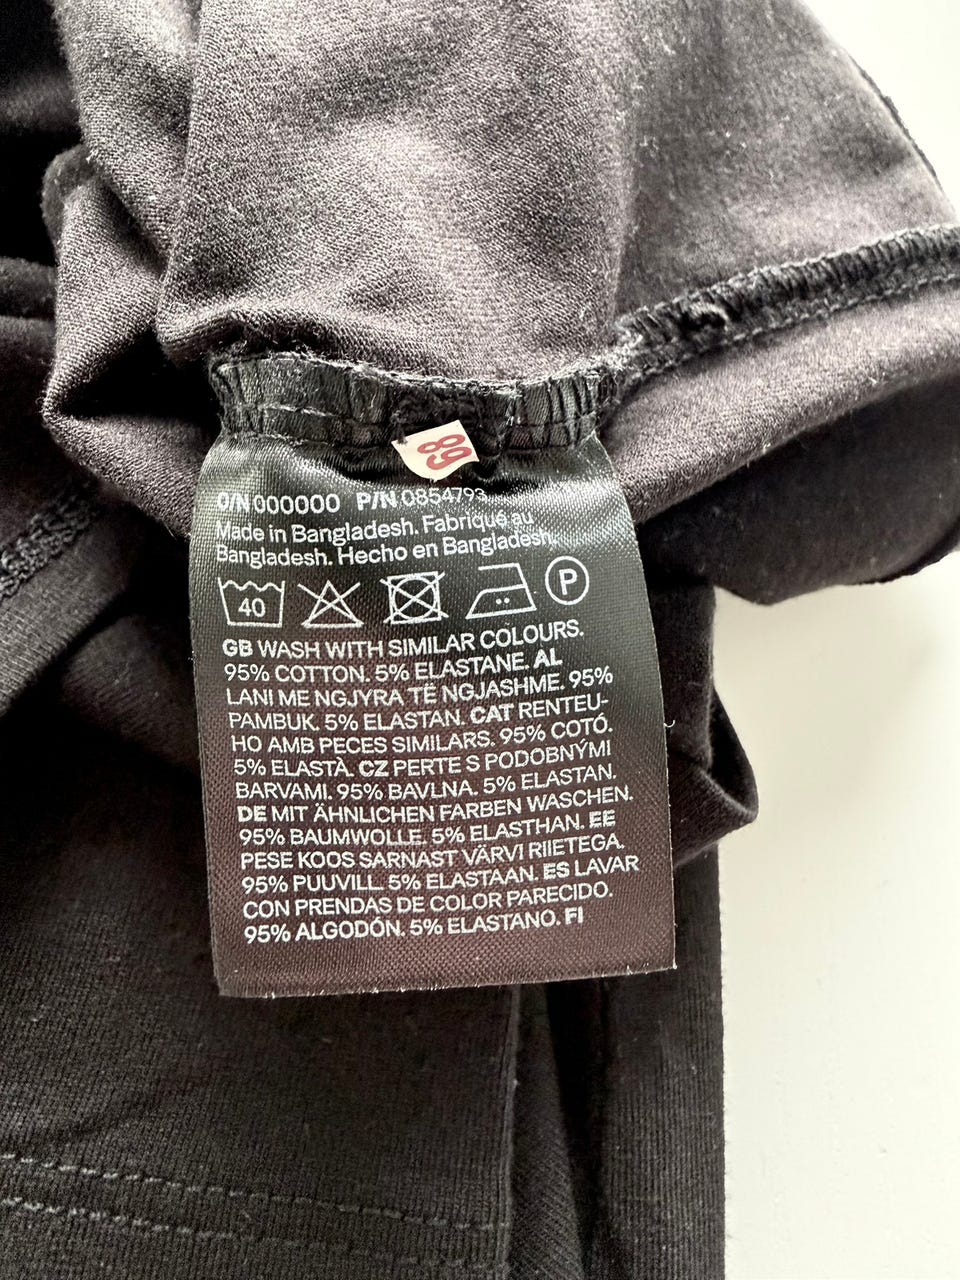 89
O/N 000000 P/N 0854793
Made in Bangladesh. Fabriqué au
Bangladesh. Hecho en Bangladesh.
40 P
GB WASH WITH SIMILAR COLOURS.
95% COTTON. 5% ELASTANE. AL
LANI ME NGJYRA TË NGJASHME. 95%
PAMBUK. 5% ELASTAN. CAT RENTEU-
HO AMB PECES SIMILARS. 95% COTÓ.
5% ELASTÀ. CZ PERTE S PODOBNÝMI
BARVAMI. 95% BAVLNA. 5% ELASTAN.
DE MIT ÄHNLICHEN FARBEN WASCHEN.
95% BAUMWOLLE. 5% ELASTHAN. EE
PESE KOOS SARNAST VÄRVI RIIETEGA.
95% PUUVILL. 5% ELASTAAN. ES LAVAR
CON PRENDAS DE COLOR PARECIDO.
95% ALGODÓN. 5% ELASTANO. FI